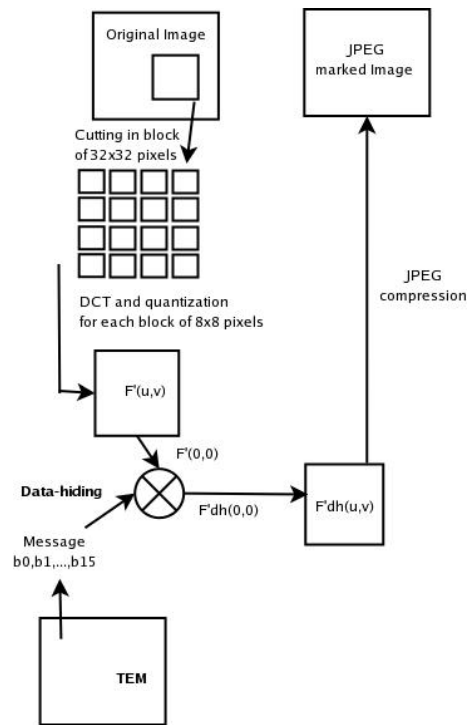 Original Image
JPEG
marked Image
Cutting in block
of 32x32 pixels
JPEG
compression
DCT and quantization
for each block of 8x8 pixels
F'(u,v)
F'(0,0)
Data-hiding
F'dh(0,0)
F'dh(u,v)
Message
b0,b1,...,b15
TEM